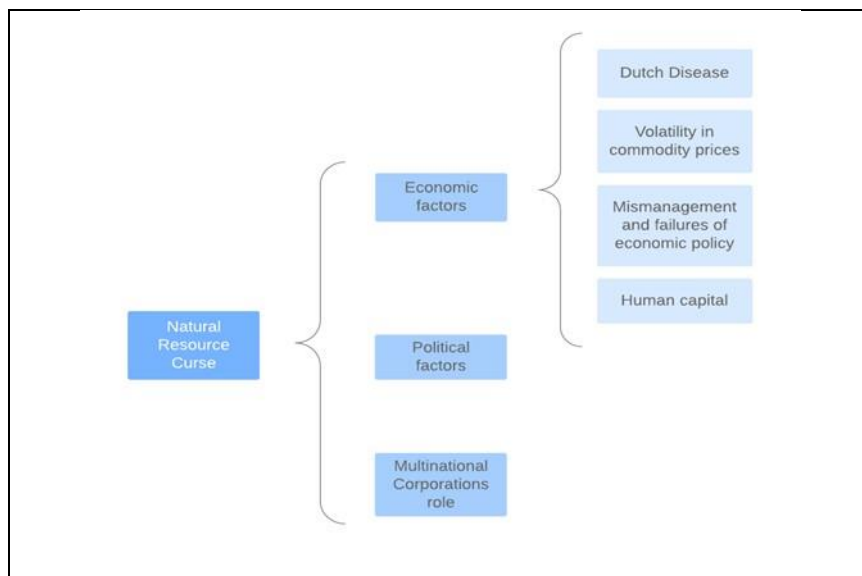 Natural
Resource
Curse
Economic
factors
Political
factors
Multinational
Corporations
role
Dutch Disease
Volatility in
commodity prices
Mismanagement
and failures of
economic policy
Human capital